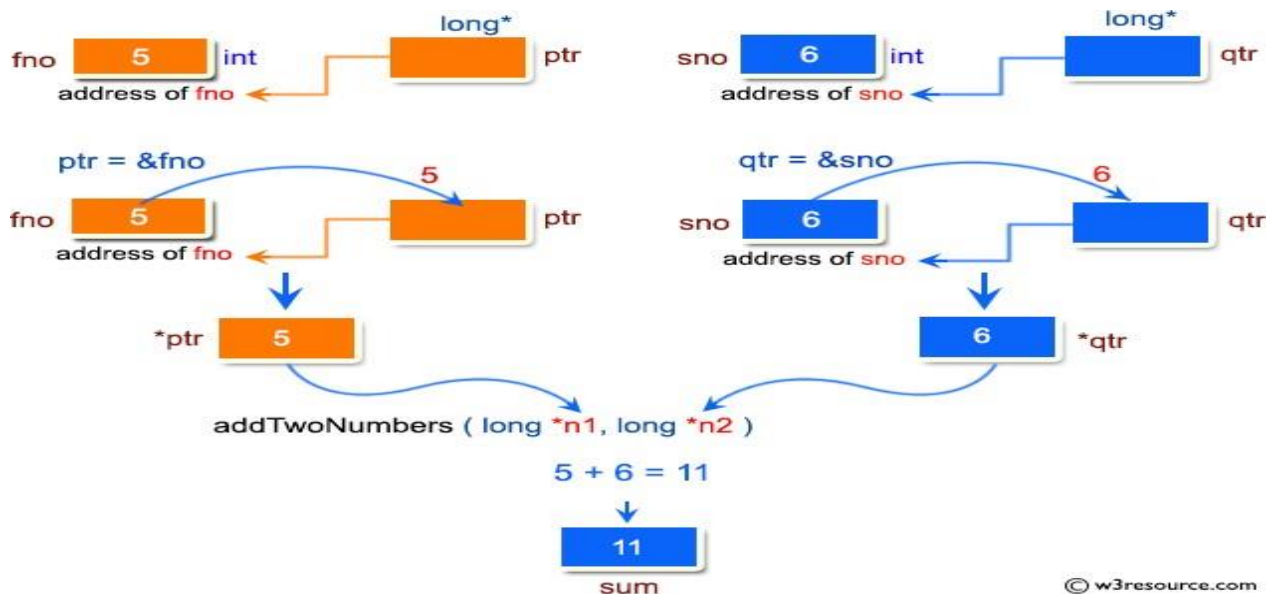 long* long*
fno 5 int ptr sno 6 int qtr
address of fno address of sno
ptr = &fno qtr = &sno
5 6
fno 5 ptr sno 6 qtr
address of fno address of sno
*ptr 5 6 *qtr
addTwoNumbers ( long *n1, long *n2 )
5 + 6 = 11
11
sum
© w3resource.com